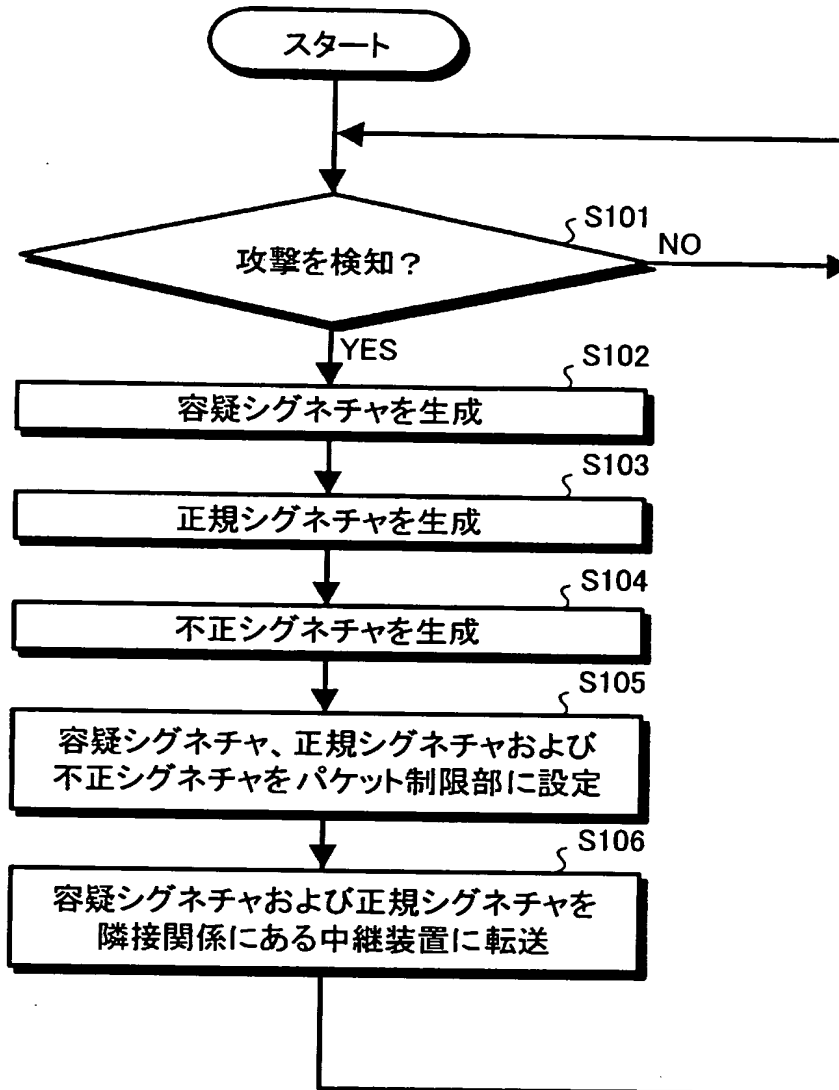 スタート
S101
攻撃を検知?
NO
YES
S102
容疑シグネチャを生成
S103
正規シグネチャを生成
S104
不正シグネチャを生成
S105
容疑シグネチャ、正規シグネチャおよび
不正シグネチャをパケット制限部に設定
S106
容疑シグネチャおよび正規シグネチャを
隣接関係にある中継装置に転送